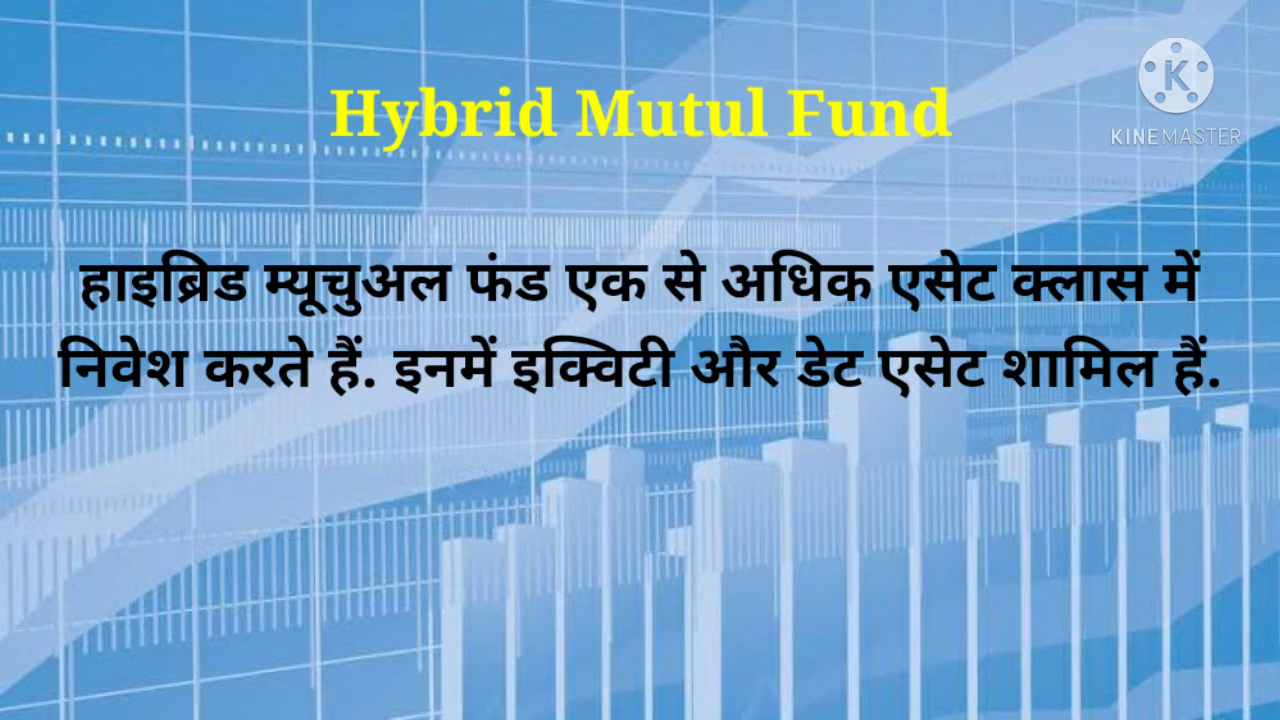 Hybrid Mutul Fund
K
KINEMASTER
हाइब्रिड म्यूचुअल फंड एक से अधिक एसेट क्लास में
निवेश करते हैं. इनमें इक्विटी और डेट एसेट शामिल हैं.